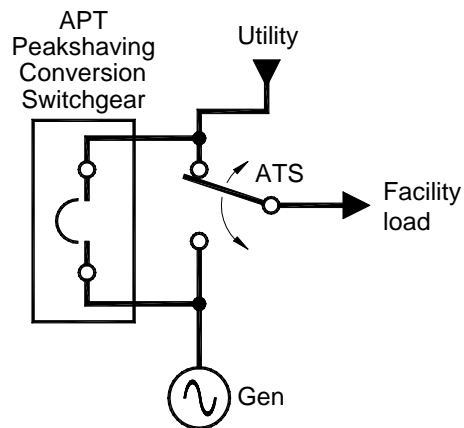 APT
Peakshaving
Conversion
Switchgear
Utility
ATS
Facility
load
Gen